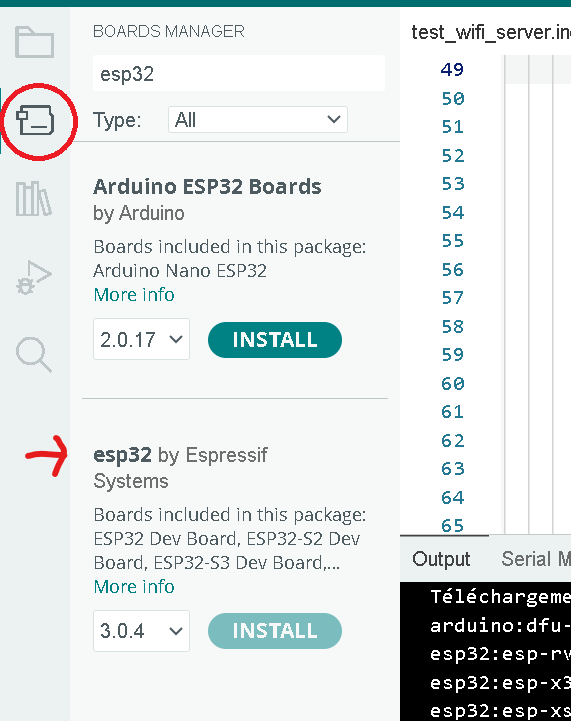 BOARDS MANAGER
esp32
Type: All
Arduino ESP32 Boards
by Arduino
Boards included in this package:
Arduino Nano ESP32
More info
2.0.17 INSTALL
esp32 by Espressif
Systems
Boards included in this package:
ESP32 Dev Board, ESP32-S2 Dev
Board, ESP32-S3 Dev Board,...
More info
3.0.4 INSTALL
test_wifi_server.in
49
50
51
52
53
54
55
56
57
58
59
60
61
62
63
64
65
Output Serial M
Téléchargeme
arduino:dfu-
esp32:esp-rv
esp32:esp-x3
esp32:esp-xs